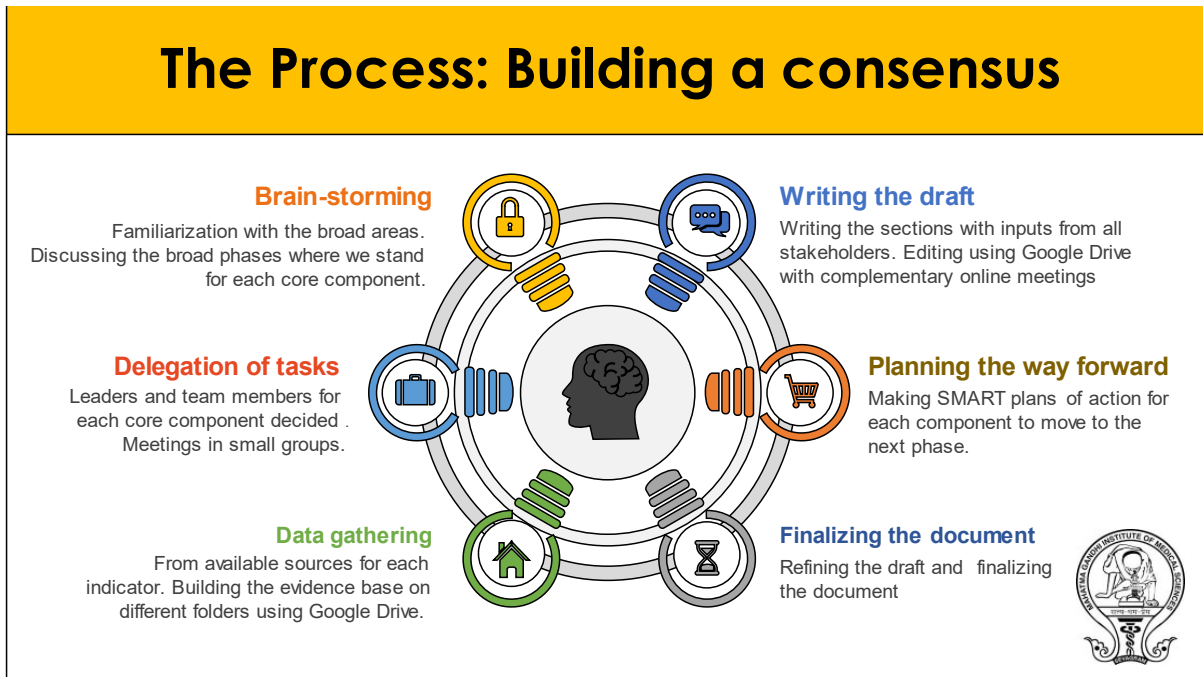 The Process: Building a consensus
Brain-storming
Familiarization with the broad areas.
Discussing the broad phases where we stand
for each core component.
Delegation of tasks
Leaders and team members for
each core component decided .
Meetings in small groups.
Data gathering
From available sources for each
indicator. Building the evidence base on
different folders using Google Drive.
Writing the draft
Writing the sections with inputs from all
stakeholders. Editing using Google Drive
with complementary online meetings
Planning the way forward
Making SMART plans of action for
each component to move to the
next phase.
Finalizing the document
Refining the draft and finalizing
the document
MAHATMA GANDHI INSTITUTE OF MEDICAL SCIENCES
SEVAGRAM